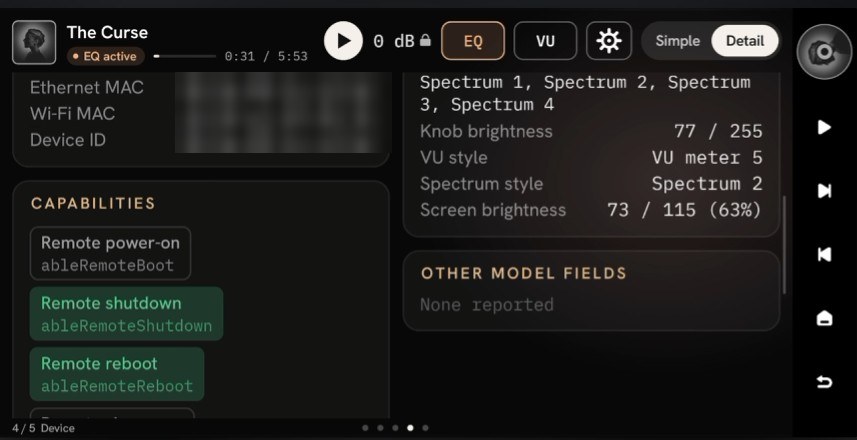 The Curse
EQ active
0:31 / 5:53
0 dB
EQ
VU
Simple
Detail
Ethernet MAC
Wi-Fi MAC
Device ID
CAPABILITIES
Remote power-on
ableRemoteBoot
Remote shutdown
ableRemoteShutdown
Remote reboot
ableRemoteReboot
Spectrum 1, Spectrum 2, Spectrum
3, Spectrum 4
Knob brightness 77 / 255
VU style VU meter 5
Spectrum style Spectrum 2
Screen brightness 73 / 115 (63%)
OTHER MODEL FIELDS
None reported
4/5 Device